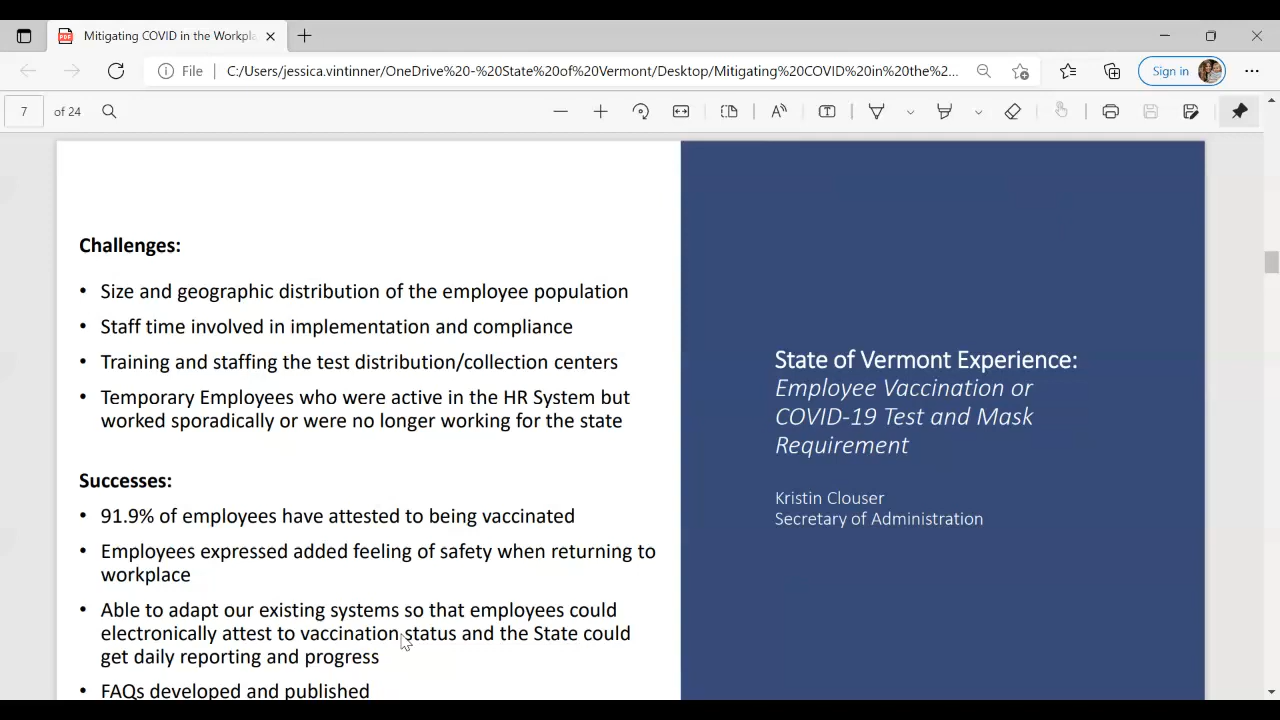 Mitigating COVID in the Workpla
File
C:/Users/jessica.vintinner/OneDrive%20-%20State%20of%20Vermont/Desktop/Mitigating%20COVID%20in%20the%2...
Sign in
7 of 24
Challenges:
• Size and geographic distribution of the employee population
• Staff time involved in implementation and compliance
• Training and staffing the test distribution/collection centers
• Temporary Employees who were active in the HR System but
worked sporadically or were no longer working for the state
Successes:
• 91.9% of employees have attested to being vaccinated
• Employees expressed added feeling of safety when returning to
workplace
• Able to adapt our existing systems so that employees could
electronically attest to vaccination status and the State could
get daily reporting and progress
• FAQs developed and published
State of Vermont Experience:
Employee Vaccination or
COVID-19 Test and Mask
Requirement
Kristin Clouser
Secretary of Administration